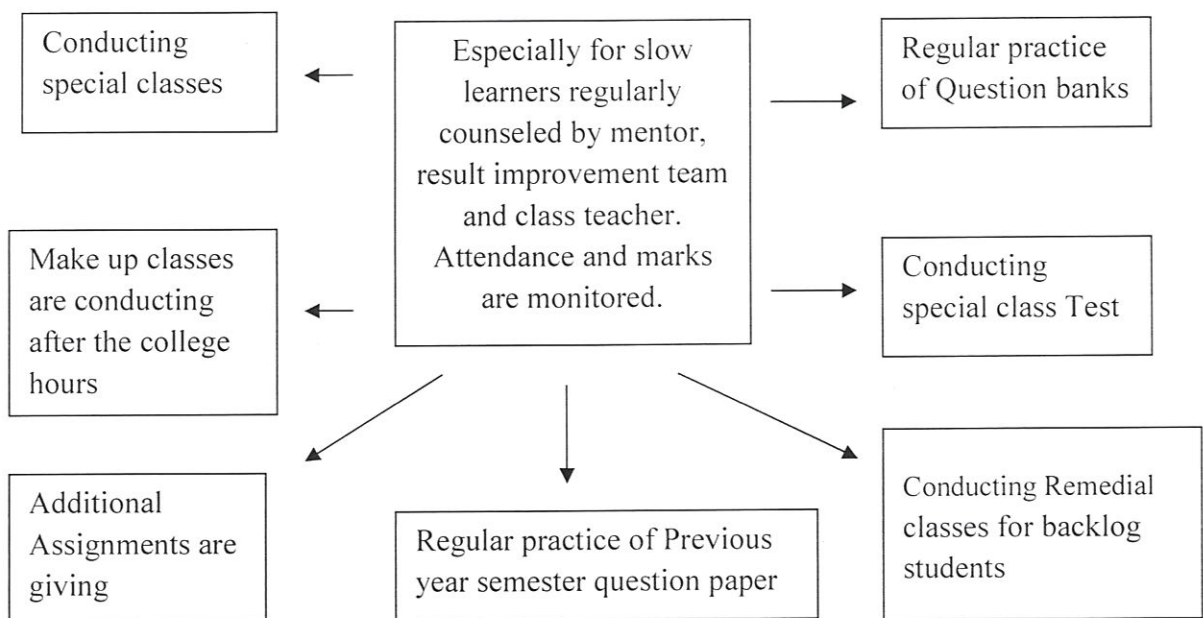 Conducting
special classes
Especially for slow
learners regularly
counseled by mentor,
result improvement team
and class teacher.
Attendance and marks
are monitored.
Regular practice
of Question banks
Make up classes
are conducting
after the college
hours
Conducting
special class Test
Additional
Assignments are
giving
Regular practice of Previous
year semester question paper
Conducting Remedial
classes for backlog
students